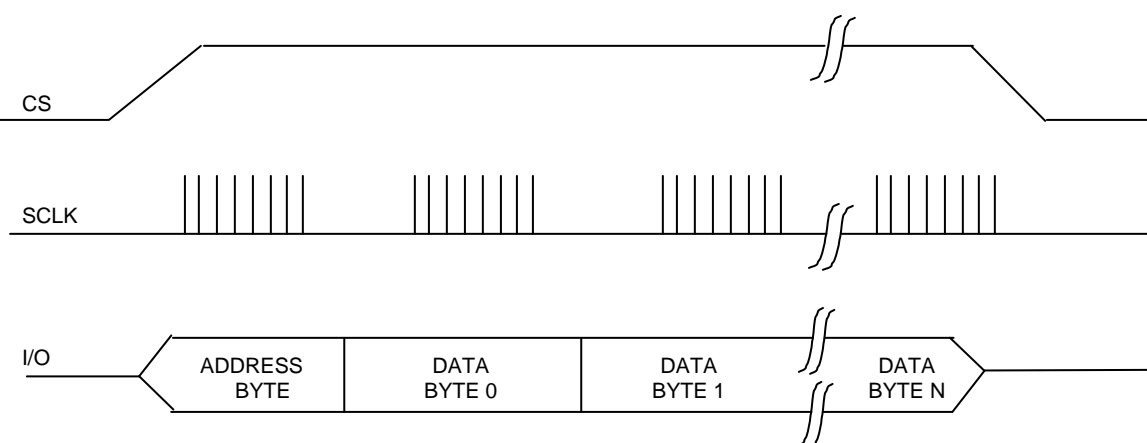 CS
SCLK
I/O
ADDRESS
BYTE
DATA
BYTE 0
DATA
BYTE 1
DATA
BYTE N